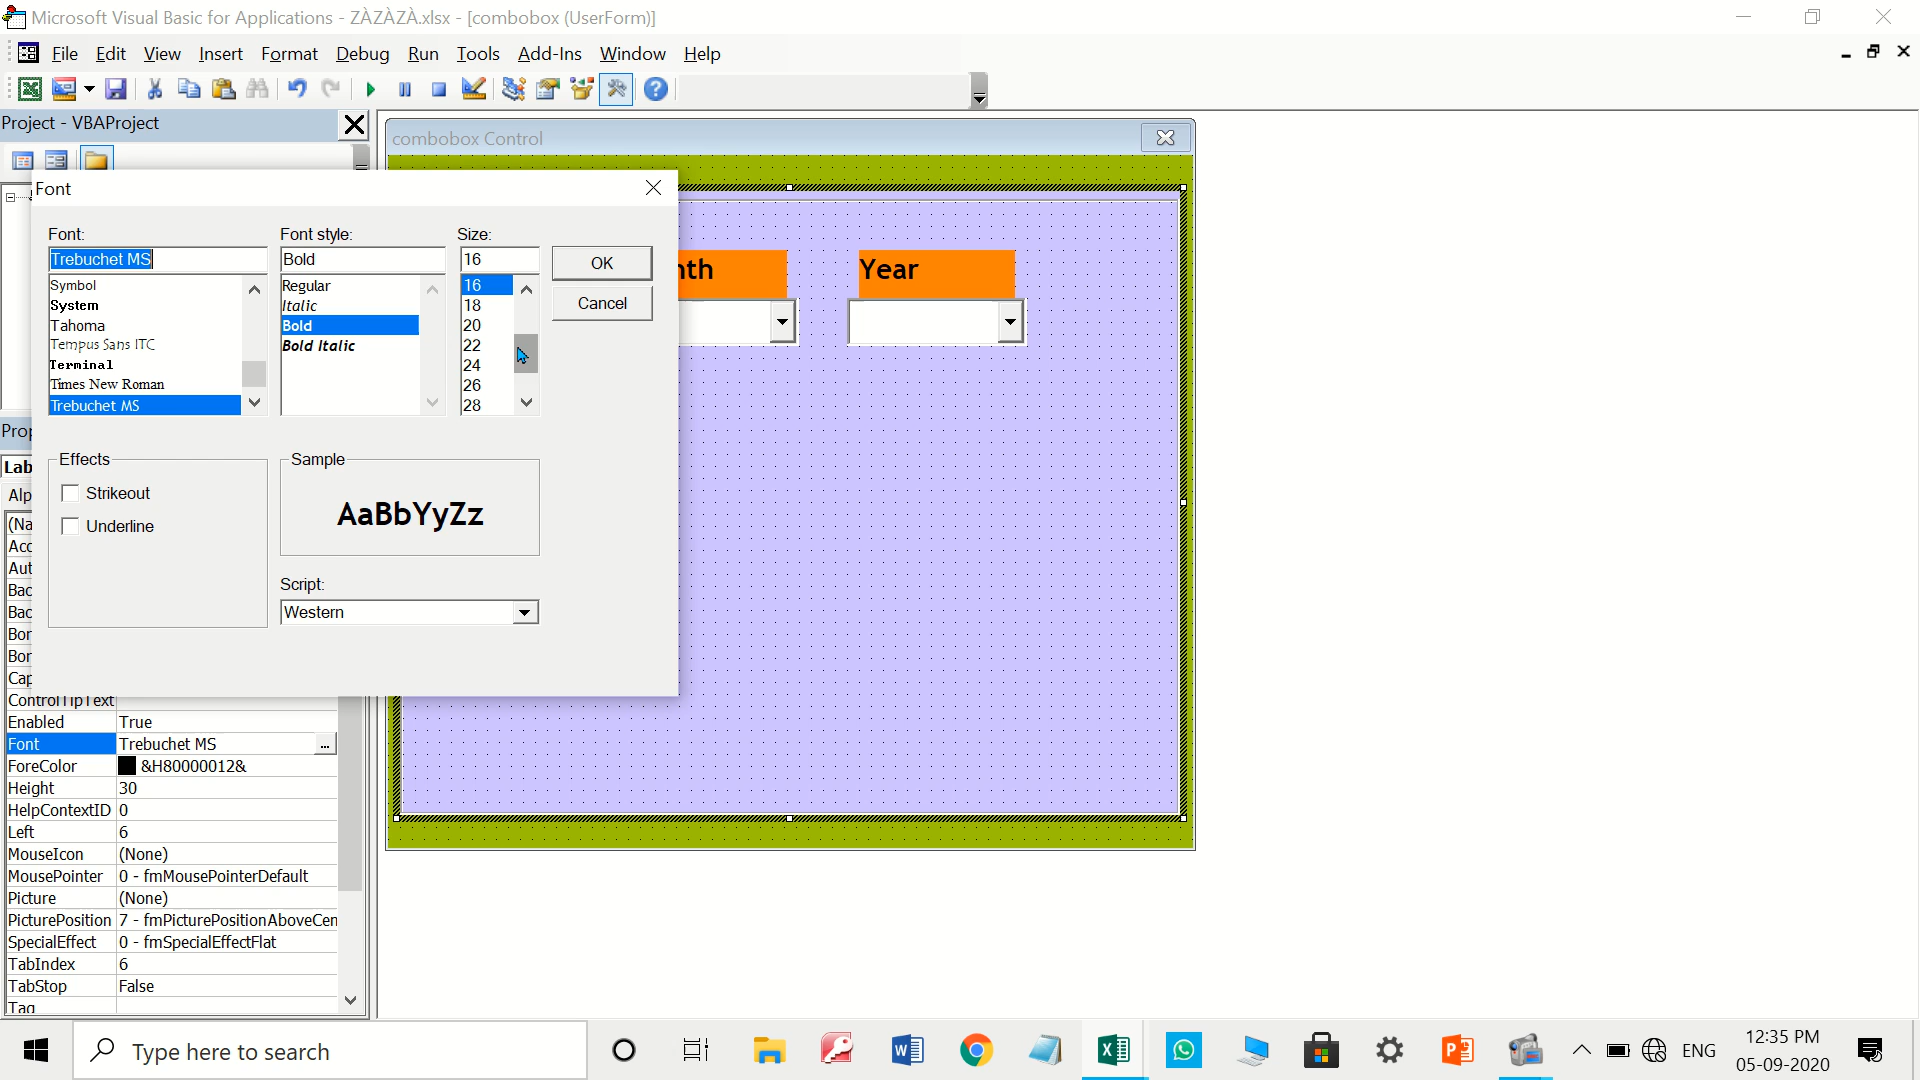 Microsoft Visual Basic for Applications - ZÀZÀZÀ.xlsx - [combobox (UserForm)]
File Edit View Insert Format Debug Run Tools Add-Ins Window Help
Project - VBAProject
combobox Control
Font
Font:
Font style:
Size:
Trebuchet MS
Bold
16
OK
Cancel
Symbol
System
Tahoma
Tempus Sans ITC
Terminal
Times New Roman
Trebuchet MS
Regular
Italic
Bold
Bold Italic
16
18
20
22
24
26
28
Effects
Strikeout
Underline
Sample
AaBbYyZz
Script:
Western
nth
Year
Prop
Lab
Alp
(Na
Acc
Aut
Bac
Bac
Bor
Bor
Cap
ControlTipText
Enabled True
Font Trebuchet MS ...
ForeColor &H80000012&
Height 30
HelpContextID 0
Left 6
MouseIcon (None)
MousePointer 0 - fmMousePointerDefault
Picture (None)
PicturePosition 7 - fmPicturePositionAboveCen
SpecialEffect 0 - fmSpecialEffectFlat
TabIndex 6
TabStop False
Tag
Type here to search
ENG
12:35 PM
05-09-2020